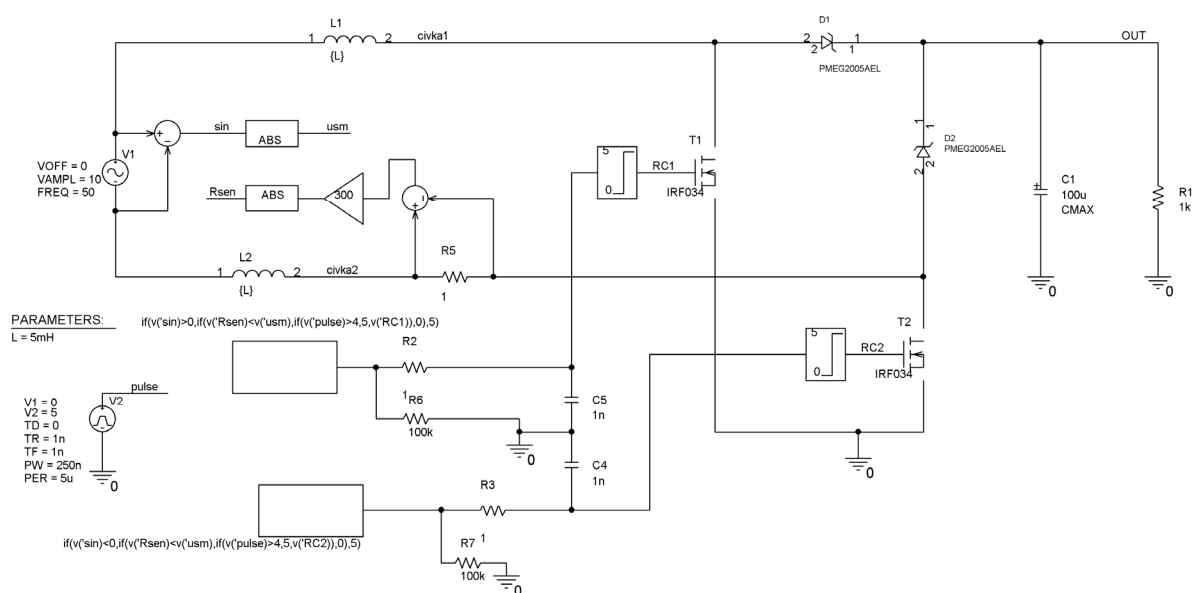 L1
1
2
civka1
{L}
D1
2
2
1
1
PMEG2005AEL
OUT
sin
ABS
usm
V1
VOFF = 0
VAMPL = 10
FREQ = 50
Rsen
ABS
300
5
0
RC1
T1
IRF034
1
1
D2
PMEG2005AEL
2
2
C1
100u
CMAX
R1
1k
0
0
L2
1
2
civka2
{L}
R5
1
PARAMETERS:
L = 5mH
if(v('sin)>0,if(v('Rsen)<v('usm),if(v('pulse)>4,5,v('RC1)),0),5)
R2
1
R6
100k
0
C5
1n
C4
1n
5
0
RC2
T2
IRF034
0
pulse
V2
V1 = 0
V2 = 5
TD = 0
TR = 1n
TF = 1n
PW = 250n
PER = 5u
0
R3
1
if(v('sin)<0,if(v('Rsen)<v('usm),if(v('pulse)>4,5,v('RC2)),0),5)
R7
100k
0